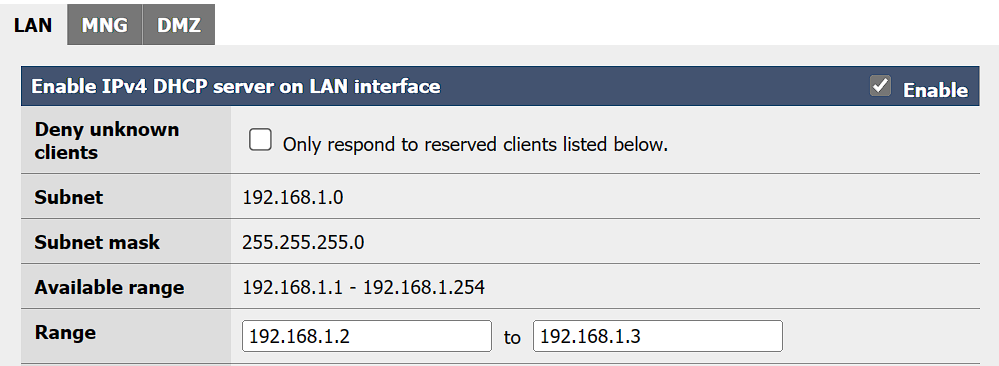 LAN MNG DMZ
Enable IPv4 DHCP server on LAN interface Enable
Deny unknown
clients
Only respond to reserved clients listed below.
Subnet 192.168.1.0
Subnet mask 255.255.255.0
Available range 192.168.1.1 - 192.168.1.254
Range 192.168.1.2 to 192.168.1.3